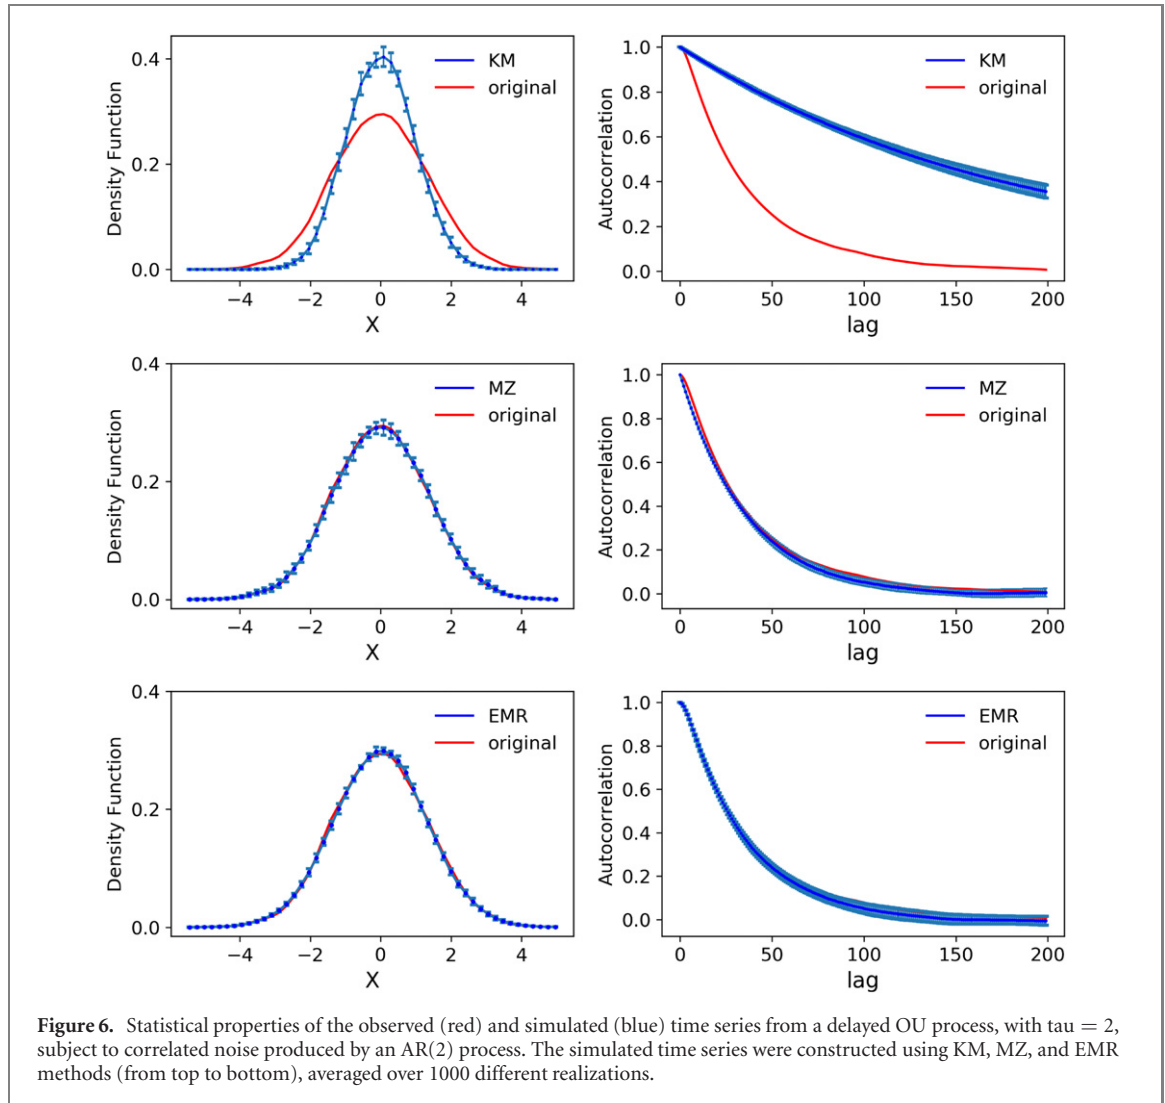 0.4
0.2
0.0
Density Function
KM
original
−4 −2 0 2 4
X
1.0
0.8
0.6
0.4
0.2
0.0
Autocorrelation
KM
original
0 50 100 150 200
lag
0.4
0.2
0.0
Density Function
MZ
original
−4 −2 0 2 4
X
1.0
0.8
0.6
0.4
0.2
0.0
Autocorrelation
MZ
original
0 50 100 150 200
lag
0.4
0.2
0.0
Density Function
EMR
original
−4 −2 0 2 4
X
1.0
0.8
0.6
0.4
0.2
0.0
Autocorrelation
EMR
original
0 50 100 150 200
lag
Figure 6. Statistical properties of the observed (red) and simulated (blue) time series from a delayed OU process, with tau = 2,
subject to correlated noise produced by an AR(2) process. The simulated time series were constructed using KM, MZ, and EMR
methods (from top to bottom), averaged over 1000 different realizations.